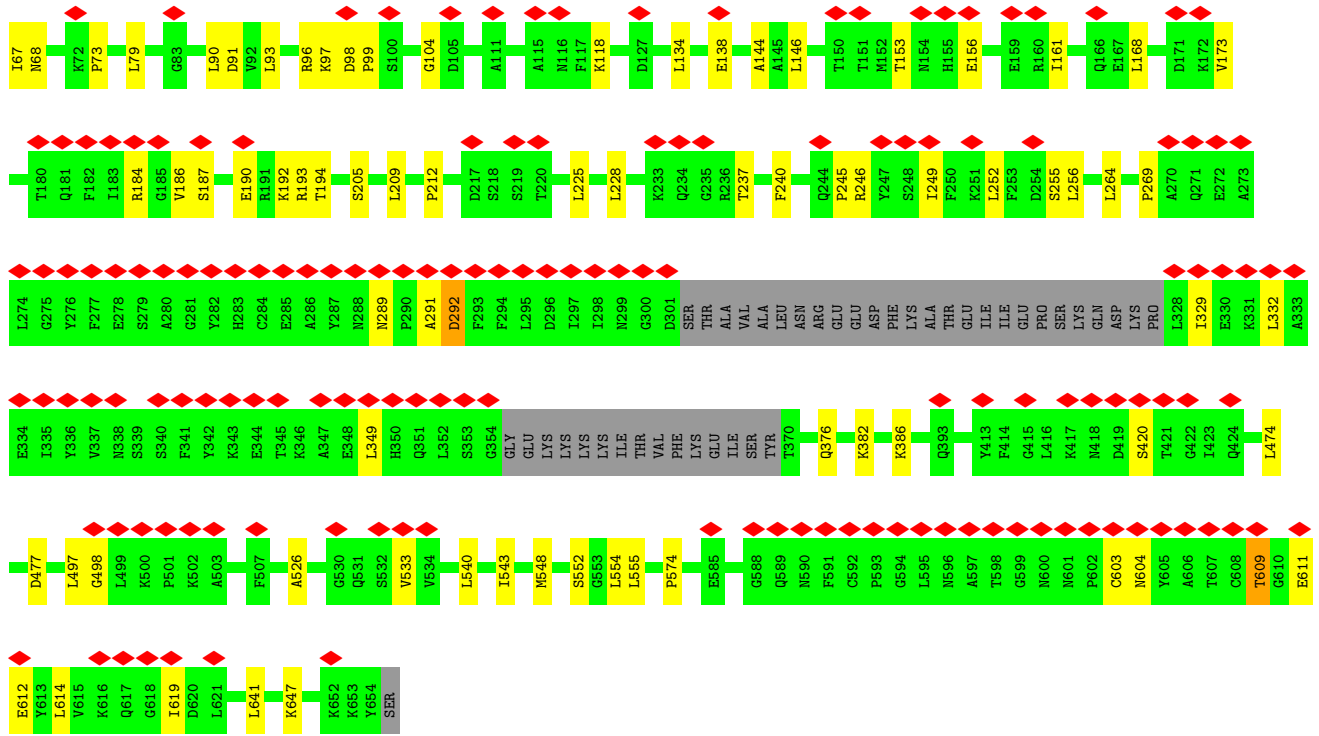 I67 N68 K72 P73 L79 G83 L90 D91 V92 L93 R96 K97 D98 P99 S100 G104 D105 A111 A115 N116 F117 K118 D127 L134 E138 A144 A145 L146 T150 T151 M152 T153 N154 H155 E156 E159 R160 I161 Q166 E167 L168 D171 K172 V173
T180 Q181 F182 I183 R184 G185 V186 S187 E190 R191 K192 R193 T194 S205 L209 P212 D217 S218 S219 T220 L225 L228 K233 Q234 G235 R236 T237 F240 Q244 P245 R246 Y247 S248 I249 F250 K251 L252 F253 D254 S255 L256 L264 P269 A270 Q271 E272 A273
L274 G275 Y276 F277 E278 S279 A280 G281 Y282 H283 C284 E285 A286 Y287 N288 N289 P290 A291 D292 F293 F294 L295 D296 I297 I298 N299 G300 D301 SER THR ALA VAL ALA LEU ASN ARG GLU GLU ASP PHE LYS ALA THR GLU ILE ILE GLU PRO SER LYS GLN ASP LYS PRO L328 I329 E330 K331 L332 A333
E334 I335 Y336 V337 N338 S339 S340 F341 Y342 K343 E344 T345 K346 A347 E348 L349 H350 Q351 L352 S353 G354 GLY GLU LYS LYS LYS LYS ILE THR VAL PHE LYS GLU ILE SER TYR T370 Q376 K382 K386 Q393 Y413 F414 G415 L416 K417 N418 D419 S420 T421 G422 I423 Q424 L474
D477 L497 G498 L499 K500 P501 K502 A503 F507 A526 G530 Q531 S532 V533 V534 L540 I543 M548 S552 G553 L554 L555 P574 E585 G588 Q589 N590 F591 C592 P593 G594 L595 N596 A597 T598 G599 N600 N601 P602 C603 N604 Y605 A606 T607 C608 T609 G610 E611
E612 Y613 L614 V615 K616 Q617 G618 I619 D620 L621 L641 K647 K652 K653 Y654 SER